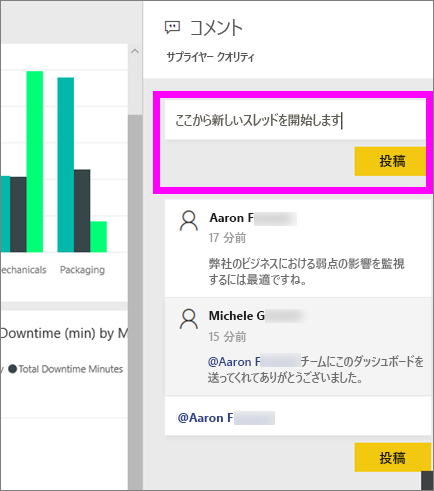 コメント
サプライヤー クオリティ
ここから新しいスレッドを開始します
投稿
Aaron F
17 分前
弊社のビジネスにおける弱点の影響を監視
するには最適ですね。
Michele G
15 分前
@Aaron F チームにこのダッシュボードを
送ってくれてありがとうございました。
@Aaron F
投稿
echanicals Packaging
Downtime (min) by M
Total Downtime Minutes